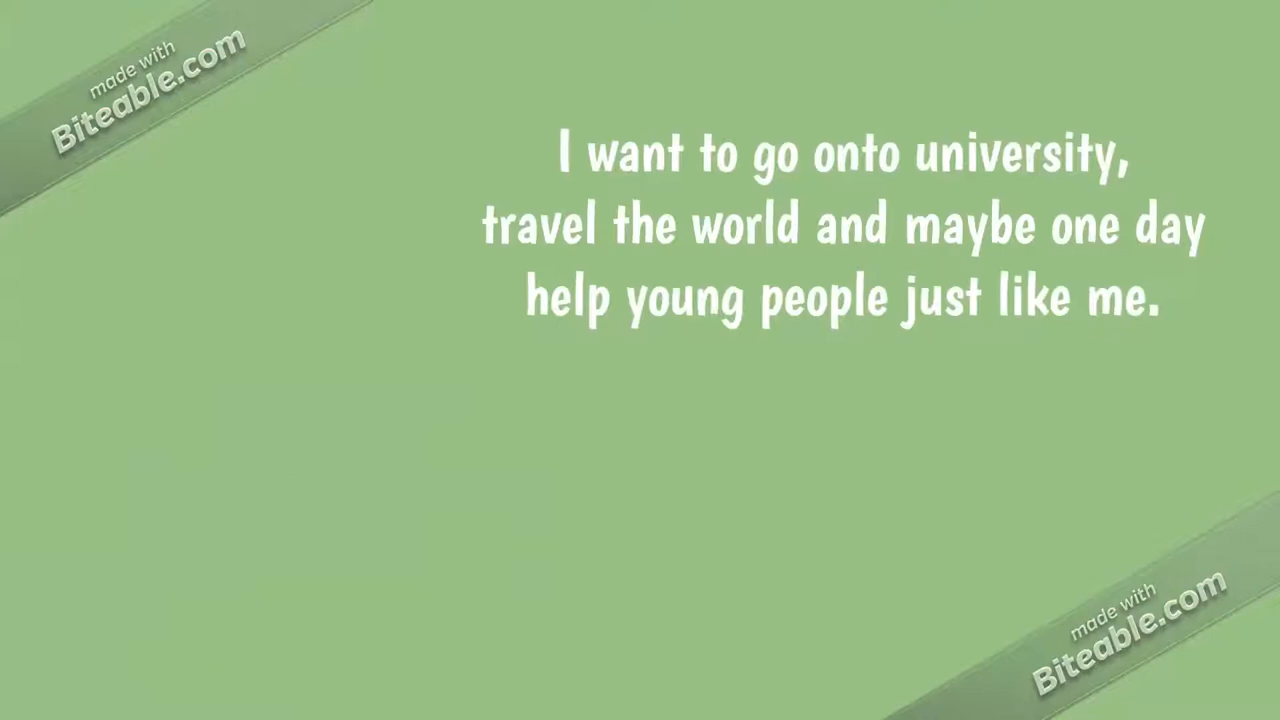 made with
Biteable.com
I want to go onto university,
travel the world and maybe one day
help young people just like me.
made with
Biteable.com